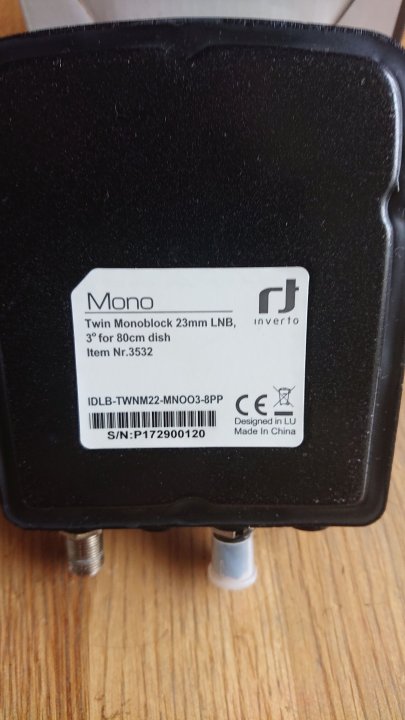 Mono
inverto
Twin Monoblock 23mm LNB,
3° for 80cm dish
Item Nr.3532
IDLB-TWNM22-MNOO3-8PP
CE
S/N:P172900120
Designed in LU
Made In China